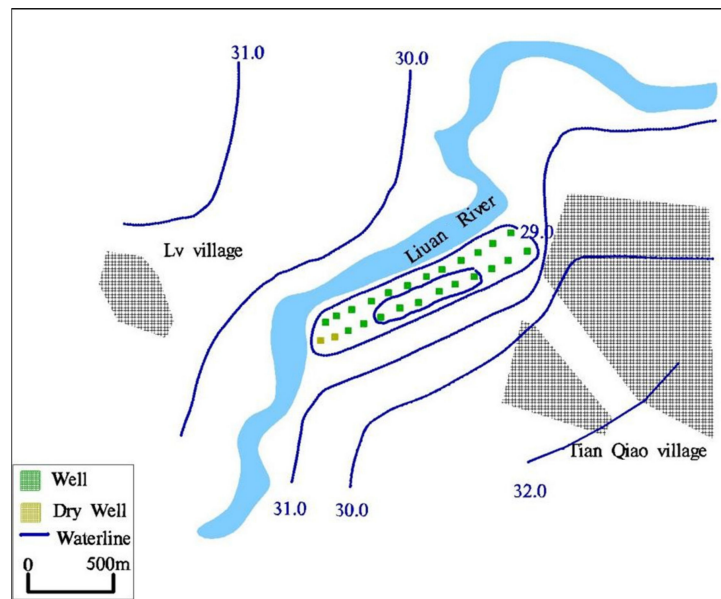 31.0
30.0
Liuan River
29.0
Lv village
Tian Qiao village
31.0
30.0
32.0
Well
Dry Well
Waterline
0 500m